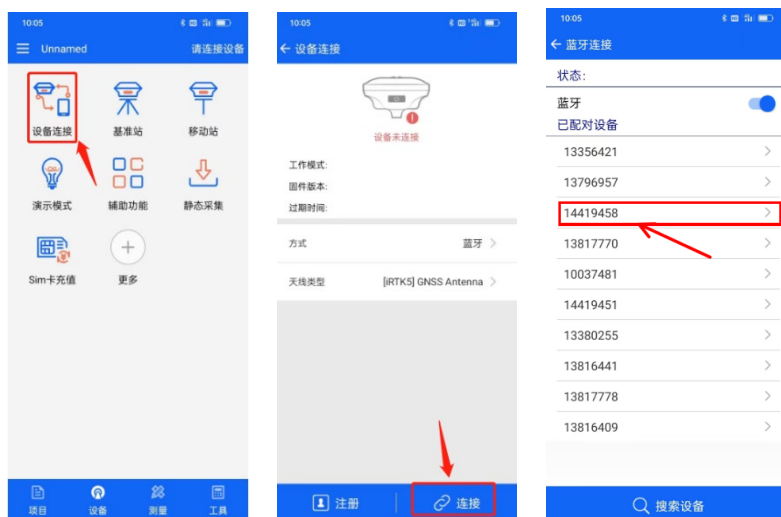 10:05
Unnamed
请连接设备
设备连接
基准站
移动站
演示模式
辅助功能
静态采集
Sim卡充值
更多
项目
设备
测量
工具
10:05
设备连接
设备未连接
工作模式:
固件版本:
过期时间:
方式
蓝牙
天线类型
[iRTK5] GNSS Antenna
注册
连接
10:05
蓝牙连接
状态:
蓝牙
已配对设备
13356421
13796957
14419458
13817770
10037481
14419451
13380255
13816441
13817778
13816409
搜索设备